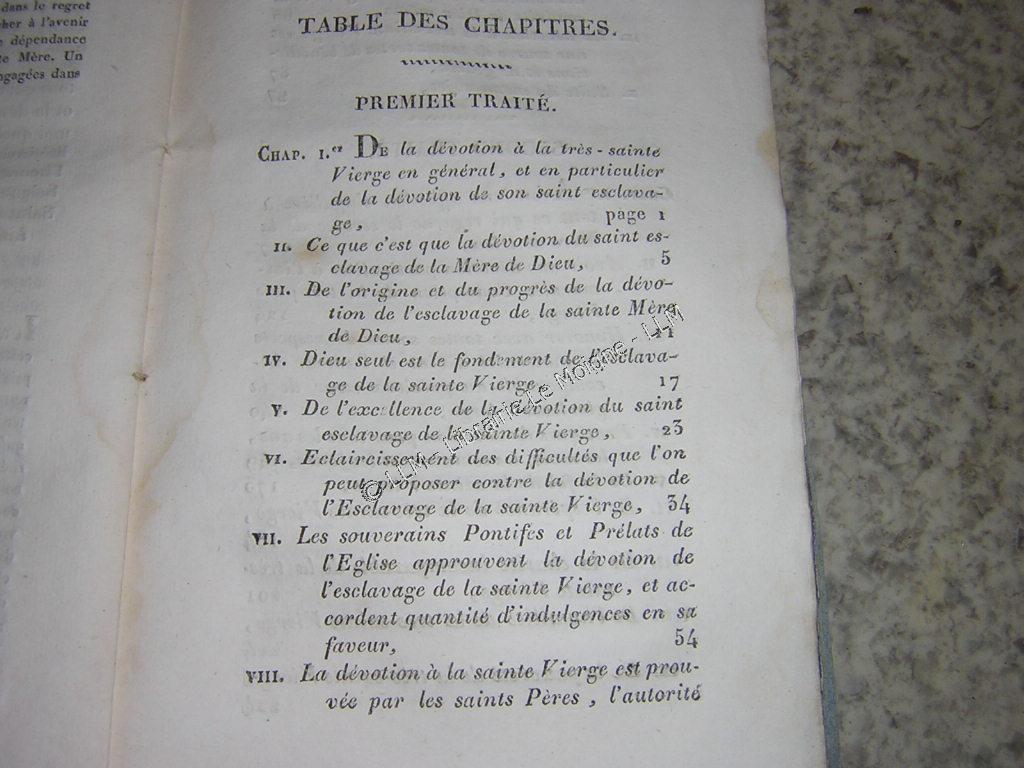 dans le regret
cher à l'avenir
dépendance
Mère. Un
ngagées dans
TABLE DES CHAPITRES.
PREMIER TRAITÉ.
CHAP. I.er DE la dévotion à la très-sainte
Vierge en général, et en particulier
de la dévotion de son saint esclava-
ge, page 1
II. Ce que c'est que la dévotion du saint es-
clavage de la Mère de Dieu, 5
III. De l'origine et du progrès de la dévo-
tion de l'esclavage de la sainte Mère
de Dieu, 11
IV. Dieu seul est le fondement de l'esclava-
ge de la sainte Vierge, 17
V. De l'excellence de la dévotion du saint
esclavage de la sainte Vierge, 23
VI. Eclaircissement des difficultés que l'on
peut proposer contre la dévotion de
l'Esclavage de la sainte Vierge, 34
VII. Les souverains Pontifes et Prélats de
l'Eglise approuvent la dévotion de
l'esclavage de la sainte Vierge, et ac-
cordent quantité d'indulgences en sa
faveur, 54
VIII. La dévotion à la sainte Vierge est prou-
vée par les saints Pères, l'autorité
© LLM - Librairie Le Moigne - LLM